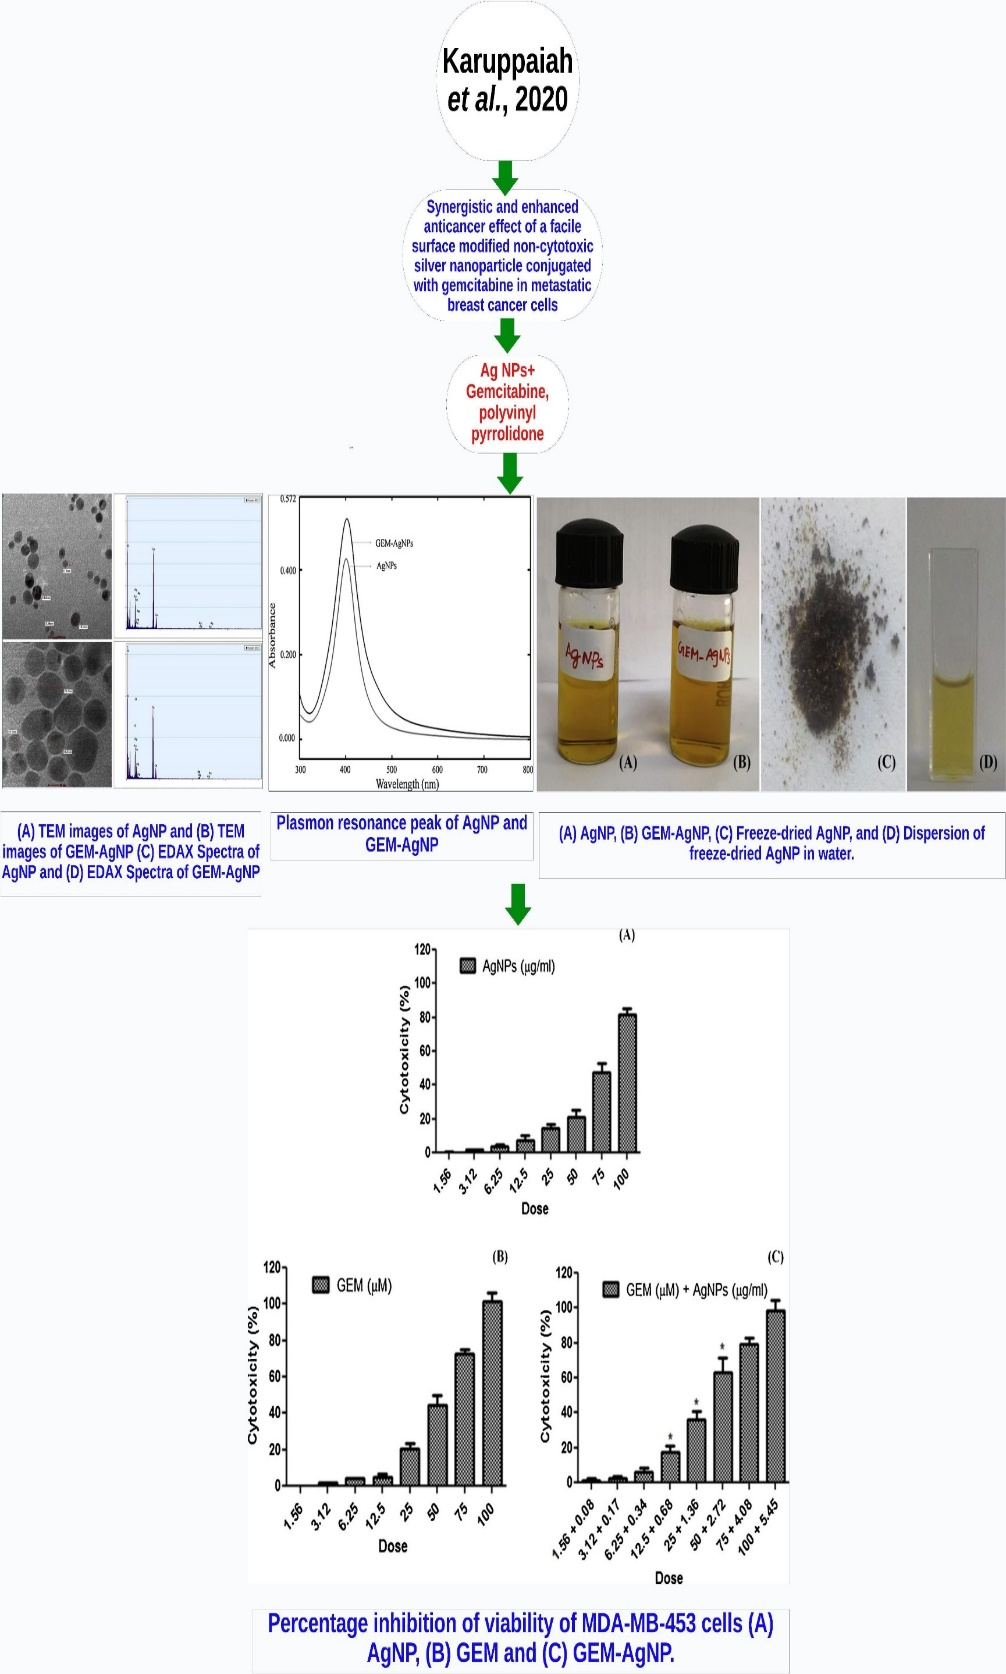 Karuppaiah
et al., 2020
Synergistic and enhanced
anticancer effect of a facile
surface modified non-cytotoxic
silver nanoparticle conjugated
with gemcitabine in metastatic
breast cancer cells
Ag NPs+
Gemcitabine,
polyvinyl
pyrrolidone
0.572
0.400
0.200
0.000
Absorbance
GEM-AgNPs
AgNPs
300 400 500 600 700 800
Wavelength (nm)
AgNPs
GEM-AgNPs
(A)
(B)
(C)
(D)
(A) TEM images of AgNP and (B) TEM
images of GEM-AgNP (C) EDAX Spectra of
AgNP and (D) EDAX Spectra of GEM-AgNP
Plasmon resonance peak of AgNP and
GEM-AgNP
(A) AgNP, (B) GEM-AgNP, (C) Freeze-dried AgNP, and (D) Dispersion of
freeze-dried AgNP in water.
(A)
AgNPs (µg/ml)
Cytotoxicity (%)
120
100
80
60
40
20
0
1.56 3.12 6.25 12.5 25 50 75 100
Dose
(B)
GEM (µM)
Cytotoxicity (%)
120
100
80
60
40
20
0
1.56 3.12 6.25 12.5 25 50 75 100
Dose
(C)
GEM (µM) + AgNPs (µg/ml)
Cytotoxicity (%)
120
100
80
60
40
20
0
* * *
1.56 + 0.08 3.12 + 0.17 6.25 + 0.34 12.5 + 0.68 25 + 1.36 50 + 2.72 75 + 4.08 100 + 5.45
Dose
Percentage inhibition of viability of MDA-MB-453 cells (A)
AgNP, (B) GEM and (C) GEM-AgNP.